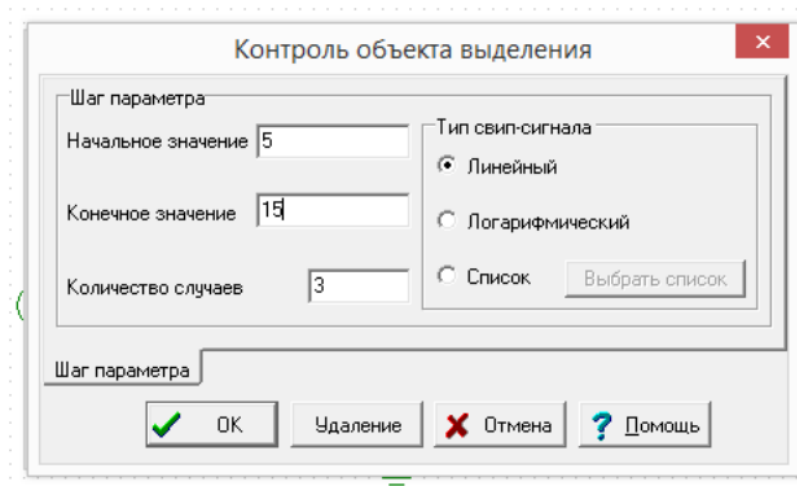 Контроль объекта выделения
Шаг параметра
Начальное значение 5
Конечное значение 15
Количество случаев 3
Тип свип-сигнала
Линейный
Логарифмический
Список Выбрать список
Шаг параметра
OK Удаление Отмена ? Помощь